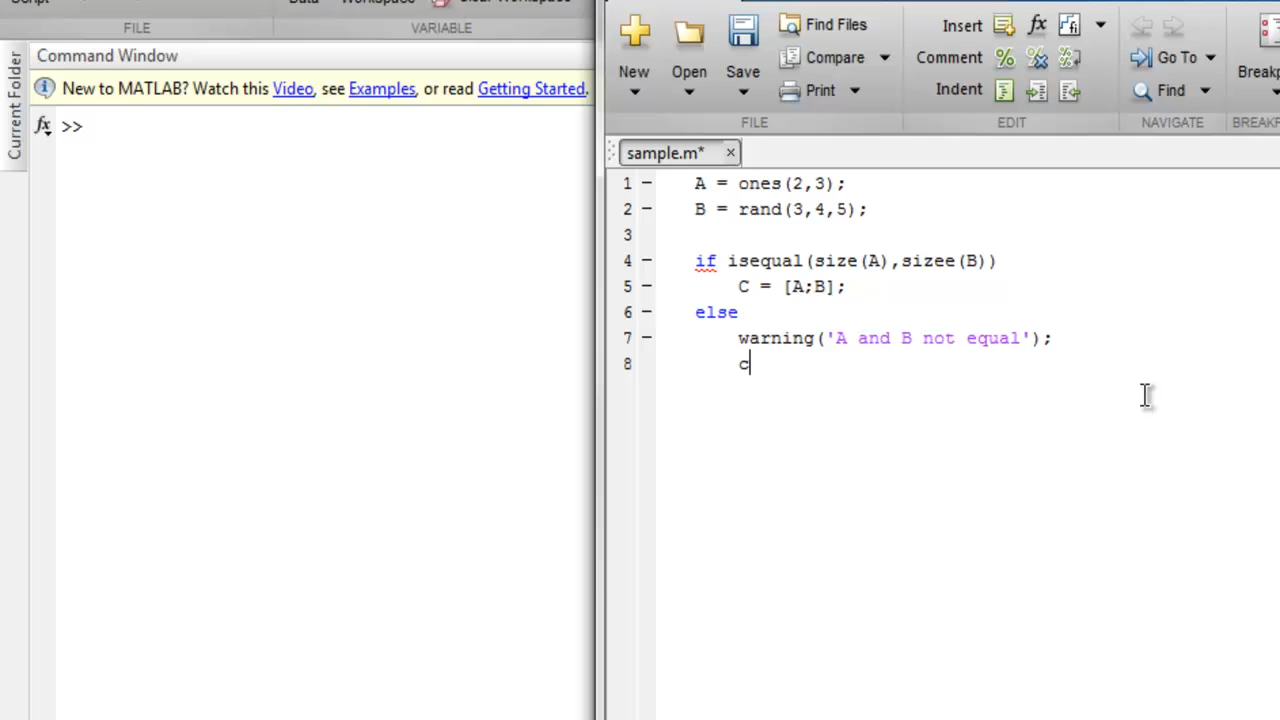 FILE
VARIABLE
Current Folder
Command Window
New to MATLAB? Watch this Video, see Examples, or read Getting Started.
fx >>
New
Open
Save
Find Files
Compare
Print
FILE
Insert fx
Comment
Indent
EDIT
Go To
Find
NAVIGATE
sample.m*
1 A = ones(2,3);
2 B = rand(3,4,5);
3
4 if isequal(size(A),sizee(B))
5 C = [A;B];
6 else
7 warning('A and B not equal');
8 c